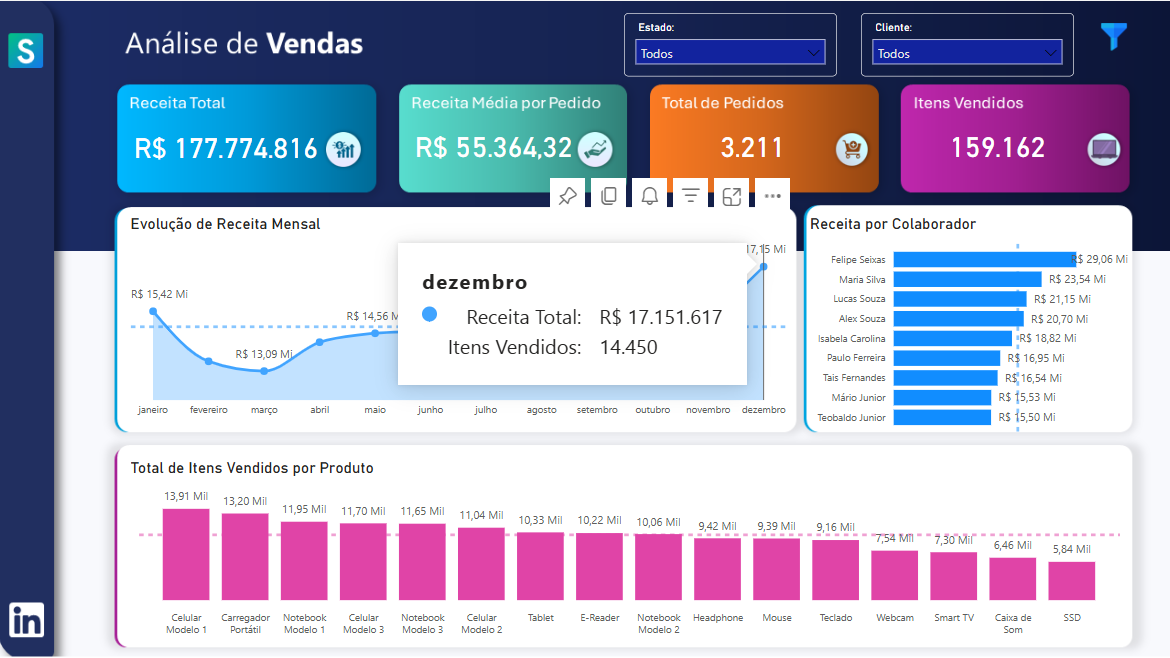 S
Análise de Vendas
Estado:
Todos
Cliente:
Todos
Receita Total
R$ 177.774.816
Receita Média por Pedido
R$ 55.364,32
Total de Pedidos
3.211
Itens Vendidos
159.162
Evolução de Receita Mensal
R$ 15,42 Mi
R$ 13,09 Mi
R$ 14,56 M
17,15 Mi
dezembro
Receita Total: R$ 17.151.617
Itens Vendidos: 14.450
janeiro fevereiro março abril maio junho julho agosto setembro outubro novembro dezembro
Receita por Colaborador
Felipe Seixas R$ 29,06 Mi
Maria Silva R$ 23,54 Mi
Lucas Souza R$ 21,15 Mi
Alex Souza R$ 20,70 Mi
Isabela Carolina R$ 18,82 Mi
Paulo Ferreira R$ 16,95 Mi
Taís Fernandes R$ 16,54 Mi
Mário Junior R$ 15,53 Mi
Teobaldo Junior R$ 15,50 Mi
Total de Itens Vendidos por Produto
13,91 Mil 13,20 Mil 11,95 Mil 11,70 Mil 11,65 Mil 11,04 Mil 10,33 Mil 10,22 Mil 10,06 Mil 9,42 Mil 9,39 Mil 9,16 Mil 7,54 Mil 7,30 Mil 6,46 Mil 5,84 Mil
Celular Carregador Notebook Celular Notebook Celular Tablet E-Reader Notebook Headphone Mouse Teclado Webcam Smart TV Caixa de SSD
Modelo 1 Portátil Modelo 1 Modelo 3 Modelo 3 Modelo 2 Modelo 2 Som
in